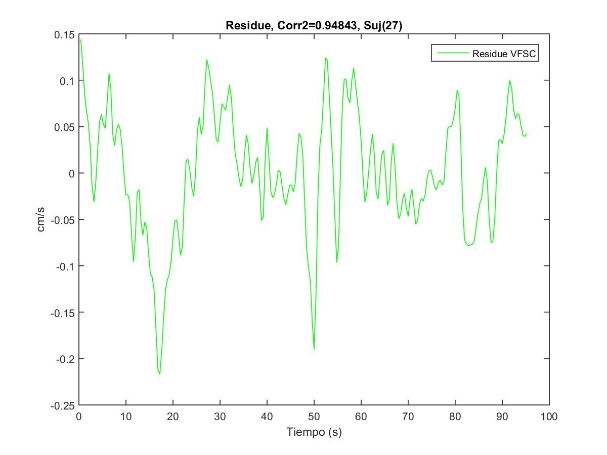 Residue, Corr2=0.94843, Suj(27)
Residue VFSC
cm/s
0.15
0.1
0.05
0
-0.05
-0.1
-0.15
-0.2
-0.25
0 10 20 30 40 50 60 70 80 90 100
Tiempo (s)